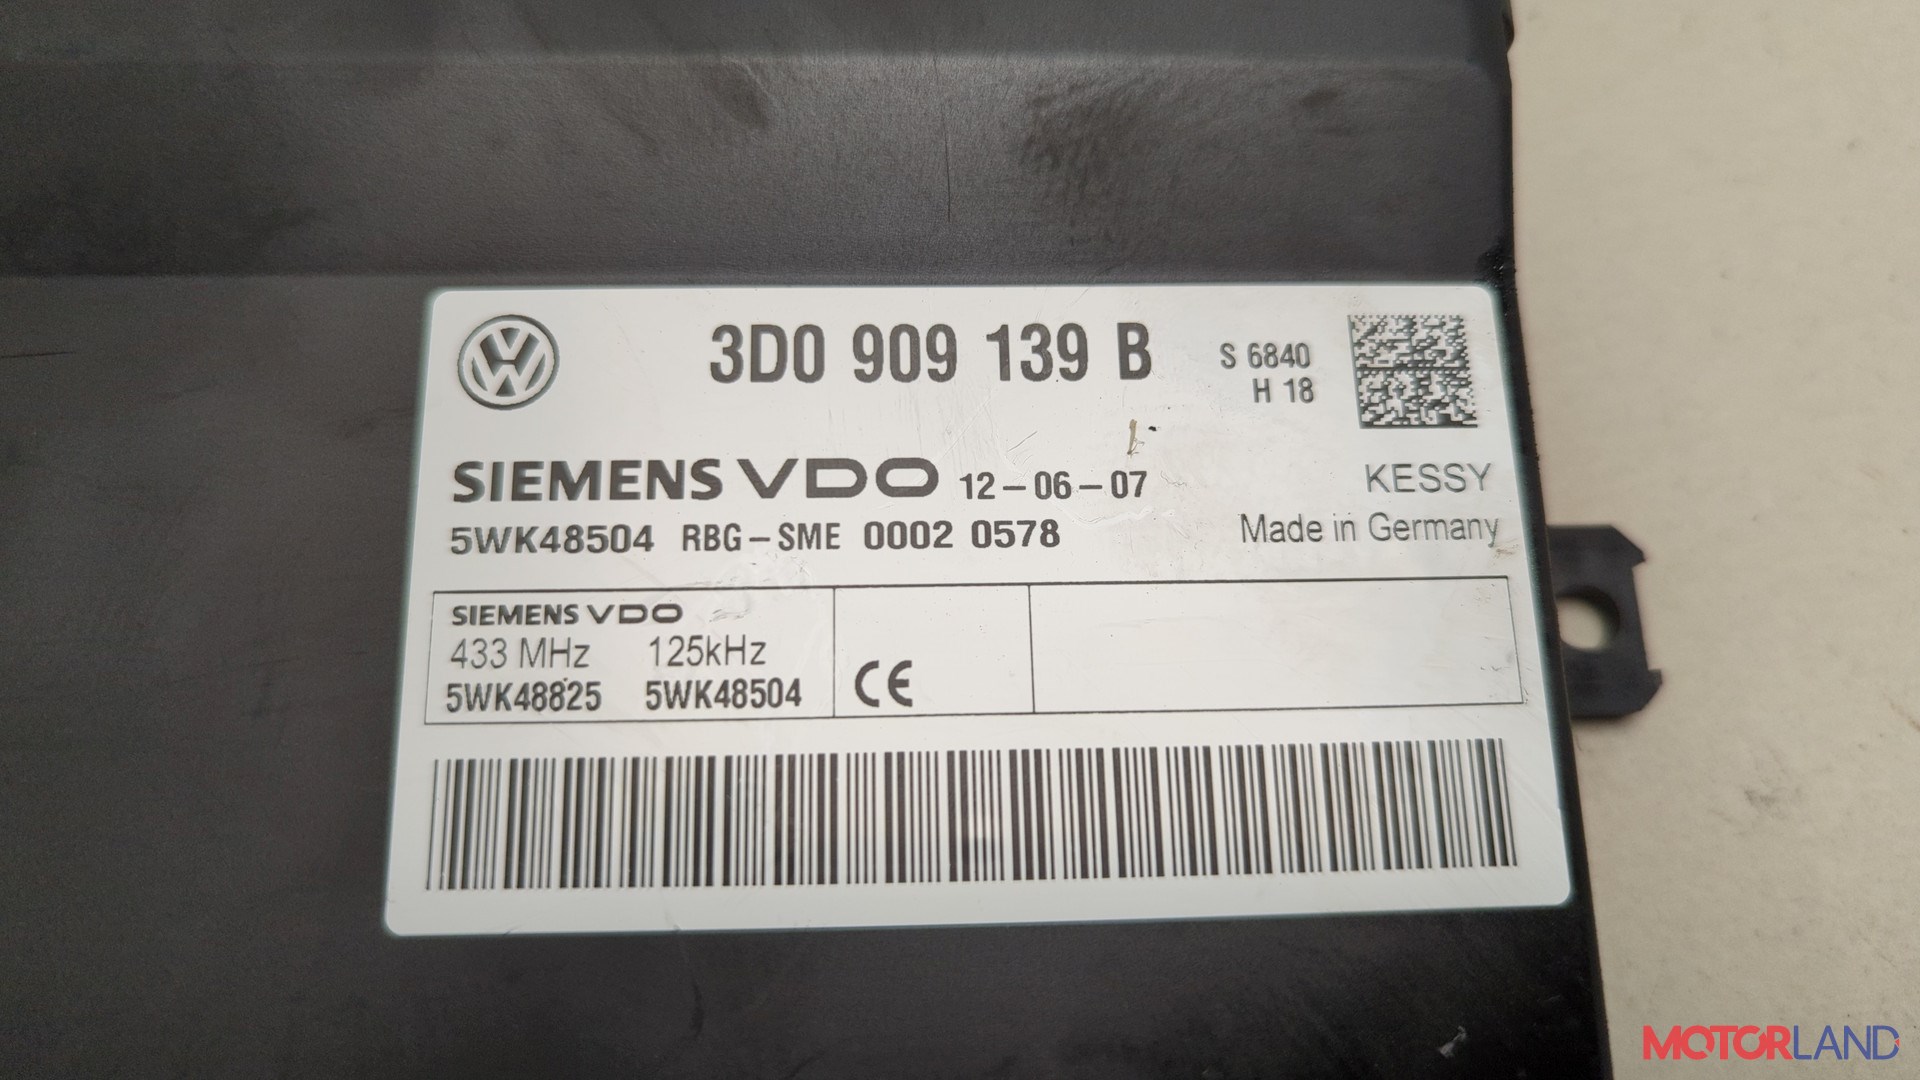 3D0 909 139 B
S 6840
H 18
SIEMENS VDO 12-06-07
KESSY
5WK48504 RBG-SME 0002 0578
Made in Germany
SIEMENS VDO
433 MHz 125kHz
5WK48825 5WK48504
CE
MOTORLAND